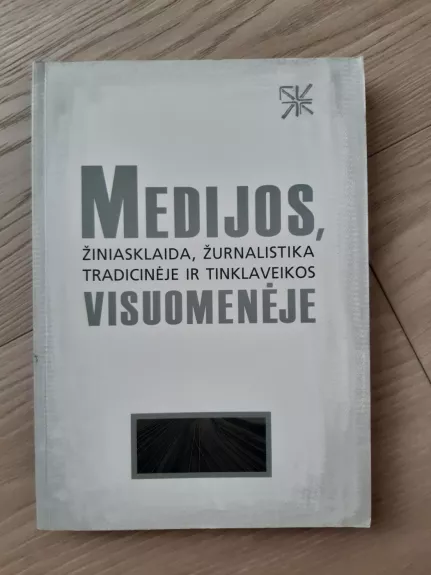 MEDIJOS,
ŽINIASKLAIDA, ŽURNALISTIKA
TRADICINĖJE IR TINKLAVEIKOS
VISUOMENĖJE